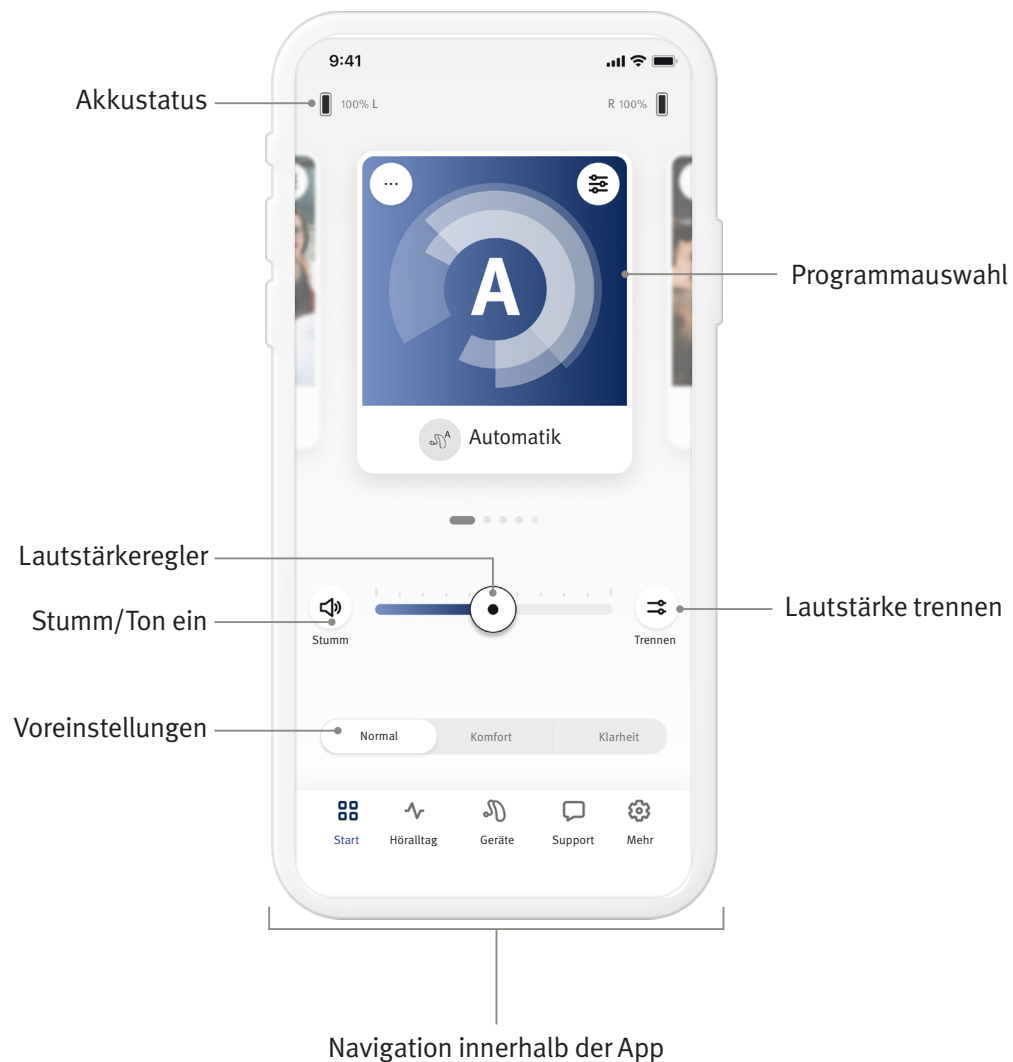 9:41
Akkustatus
100% L
R 100%
...
A
Programmauswahl
A
Automatik
Lautstärkeregler
Stumm/Ton ein
Lautstärke trennen
Stumm
Trennen
Voreinstellungen
Normal
Komfort
Klarheit
Start
Höralltag
Geräte
Support
Mehr
Navigation innerhalb der App